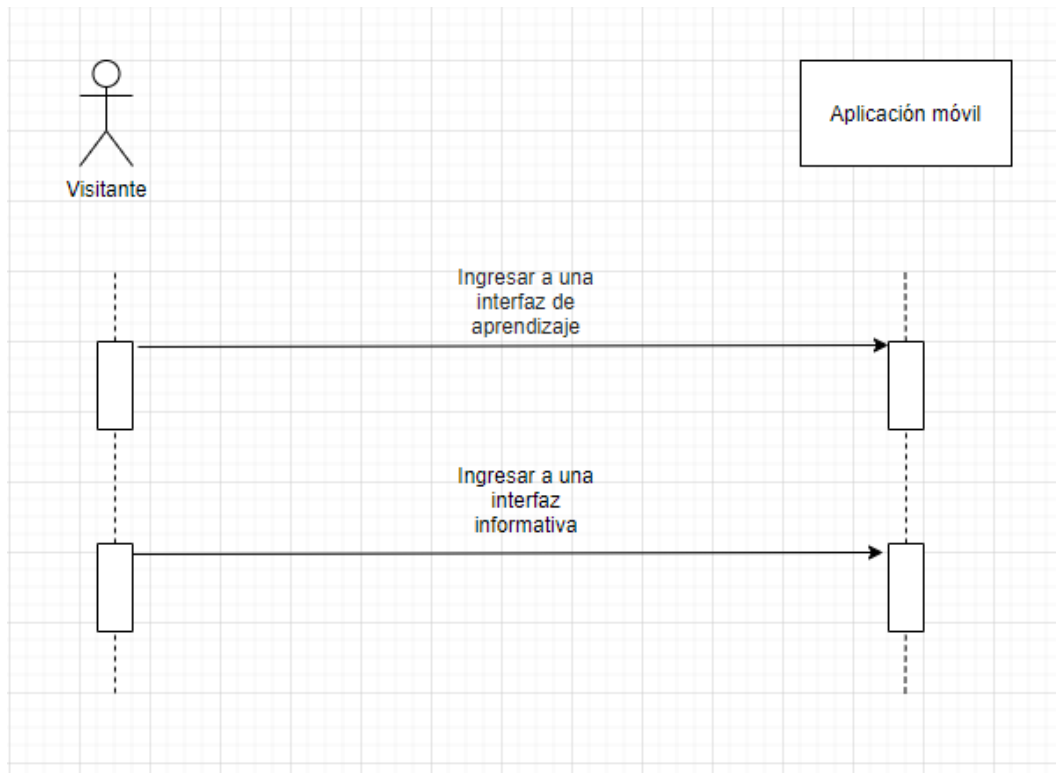 Aplicación móvil
Visitante
Ingresar a una
interfaz de
aprendizaje
Ingresar a una
interfaz
informativa